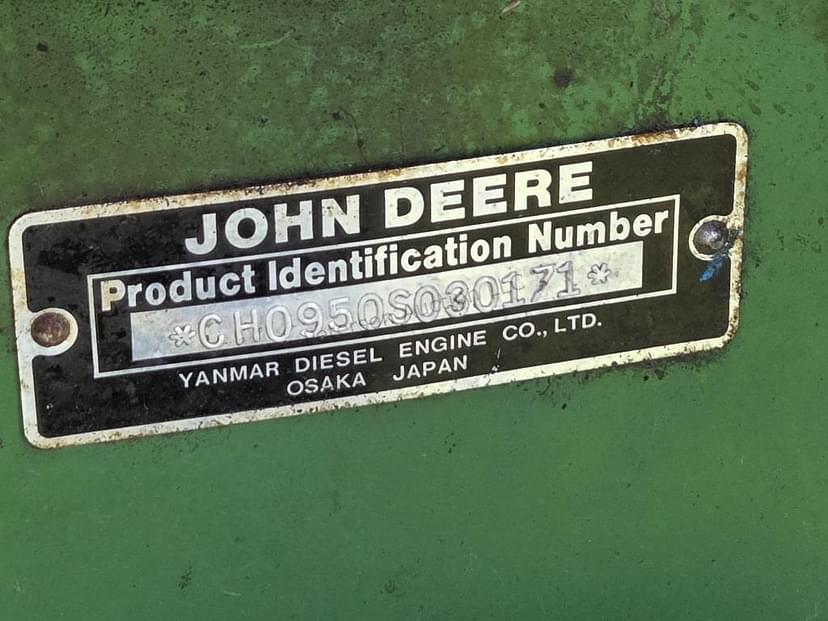 JOHN DEERE
Product Identification Number
*CH0950S030171*
YANMAR DIESEL ENGINE CO., LTD.
OSAKA JAPAN